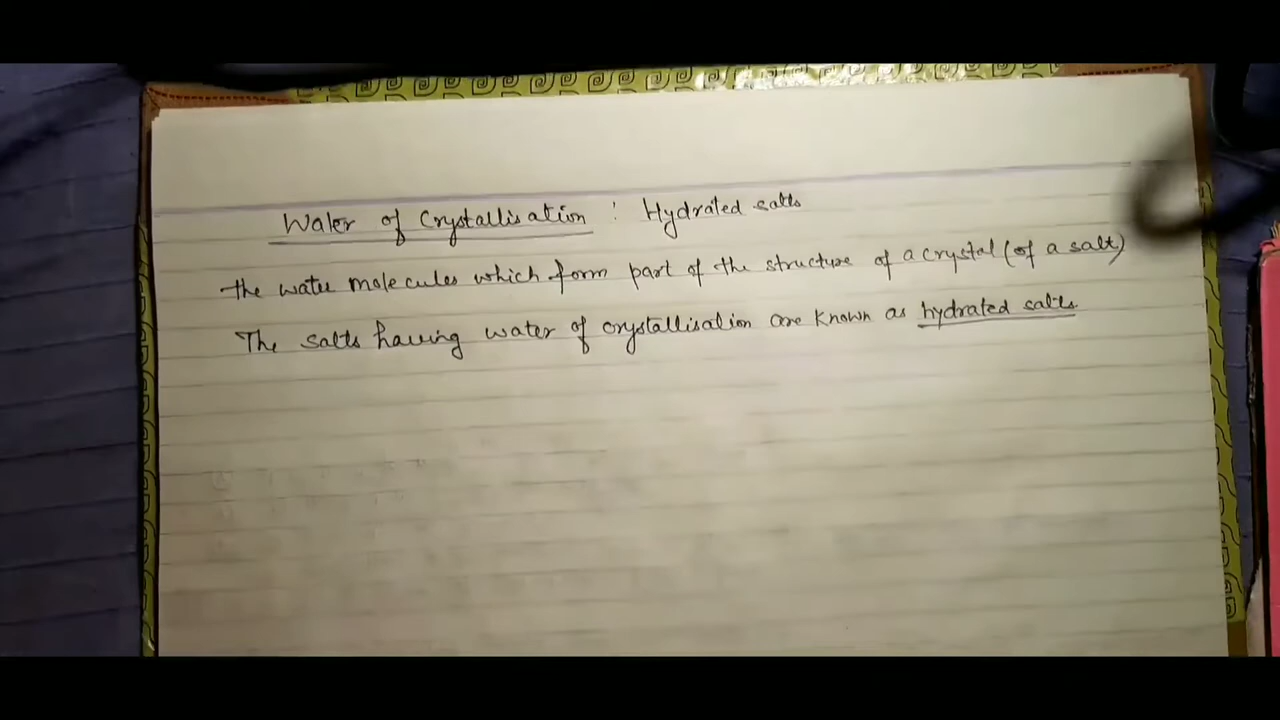 Water of Crystallisation : Hydrated salts
the water molecules which form part of the structure of a crystal (of a salt)
The salts having water of crystallisation are known as hydrated salts.